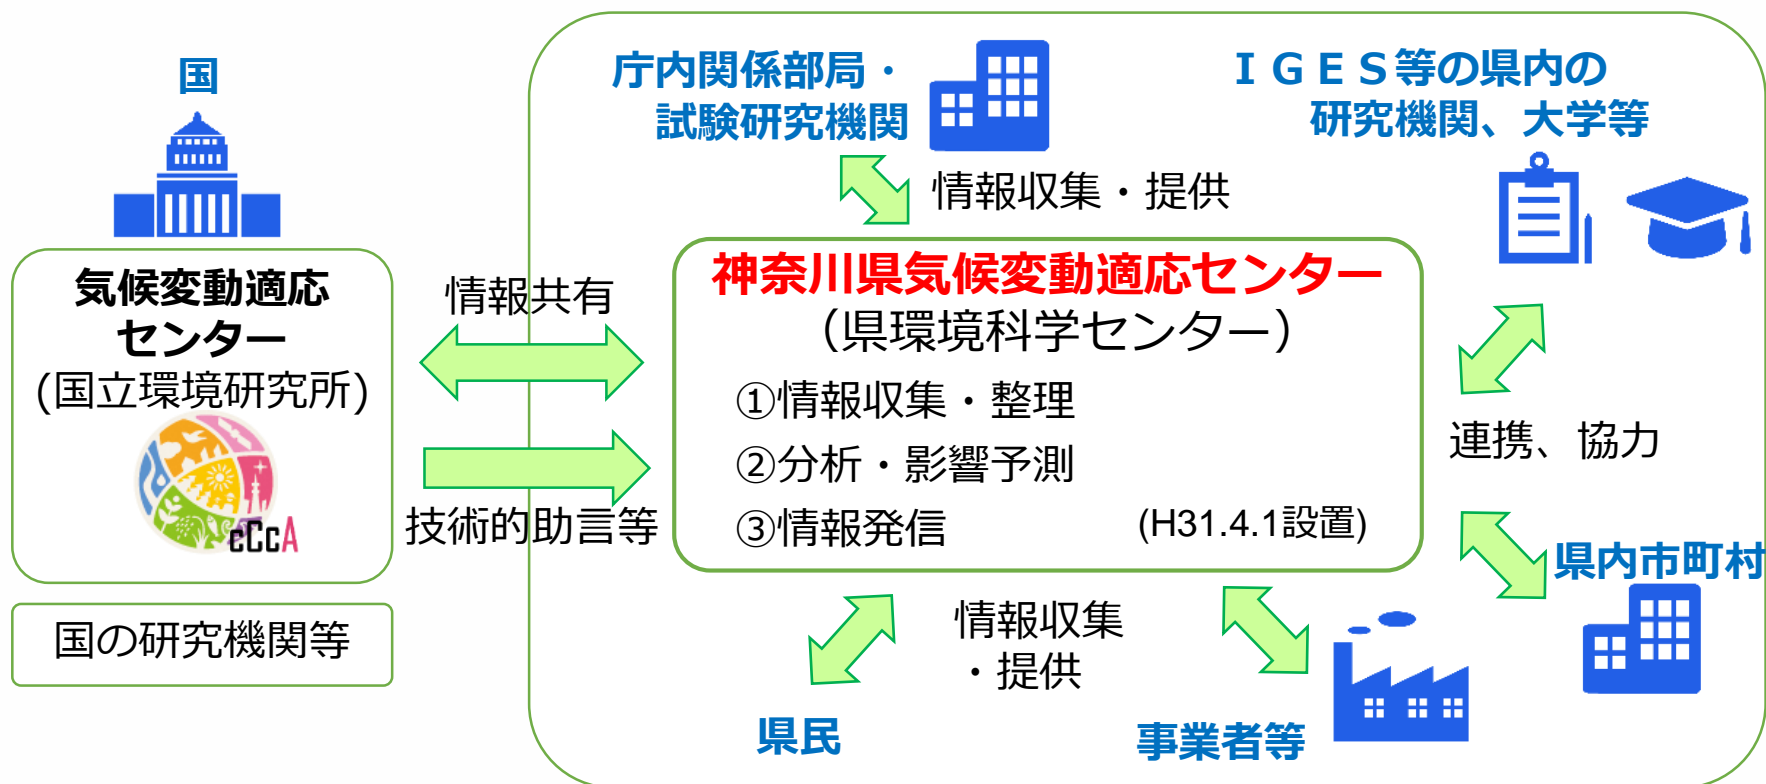 国
気候変動適応
センター
(国立環境研究所)
cCcA
国の研究機関等
情報共有
技術的助言等
庁内関係部局・
試験研究機関
情報収集・提供
ＩＧＥＳ等の県内の
研究機関、大学等
神奈川県気候変動適応センター
（県環境科学センター）
①情報収集・整理
②分析・影響予測
③情報発信
(H31.4.1設置)
連携、協力
県内市町村
情報収集
・提供
県民
事業者等